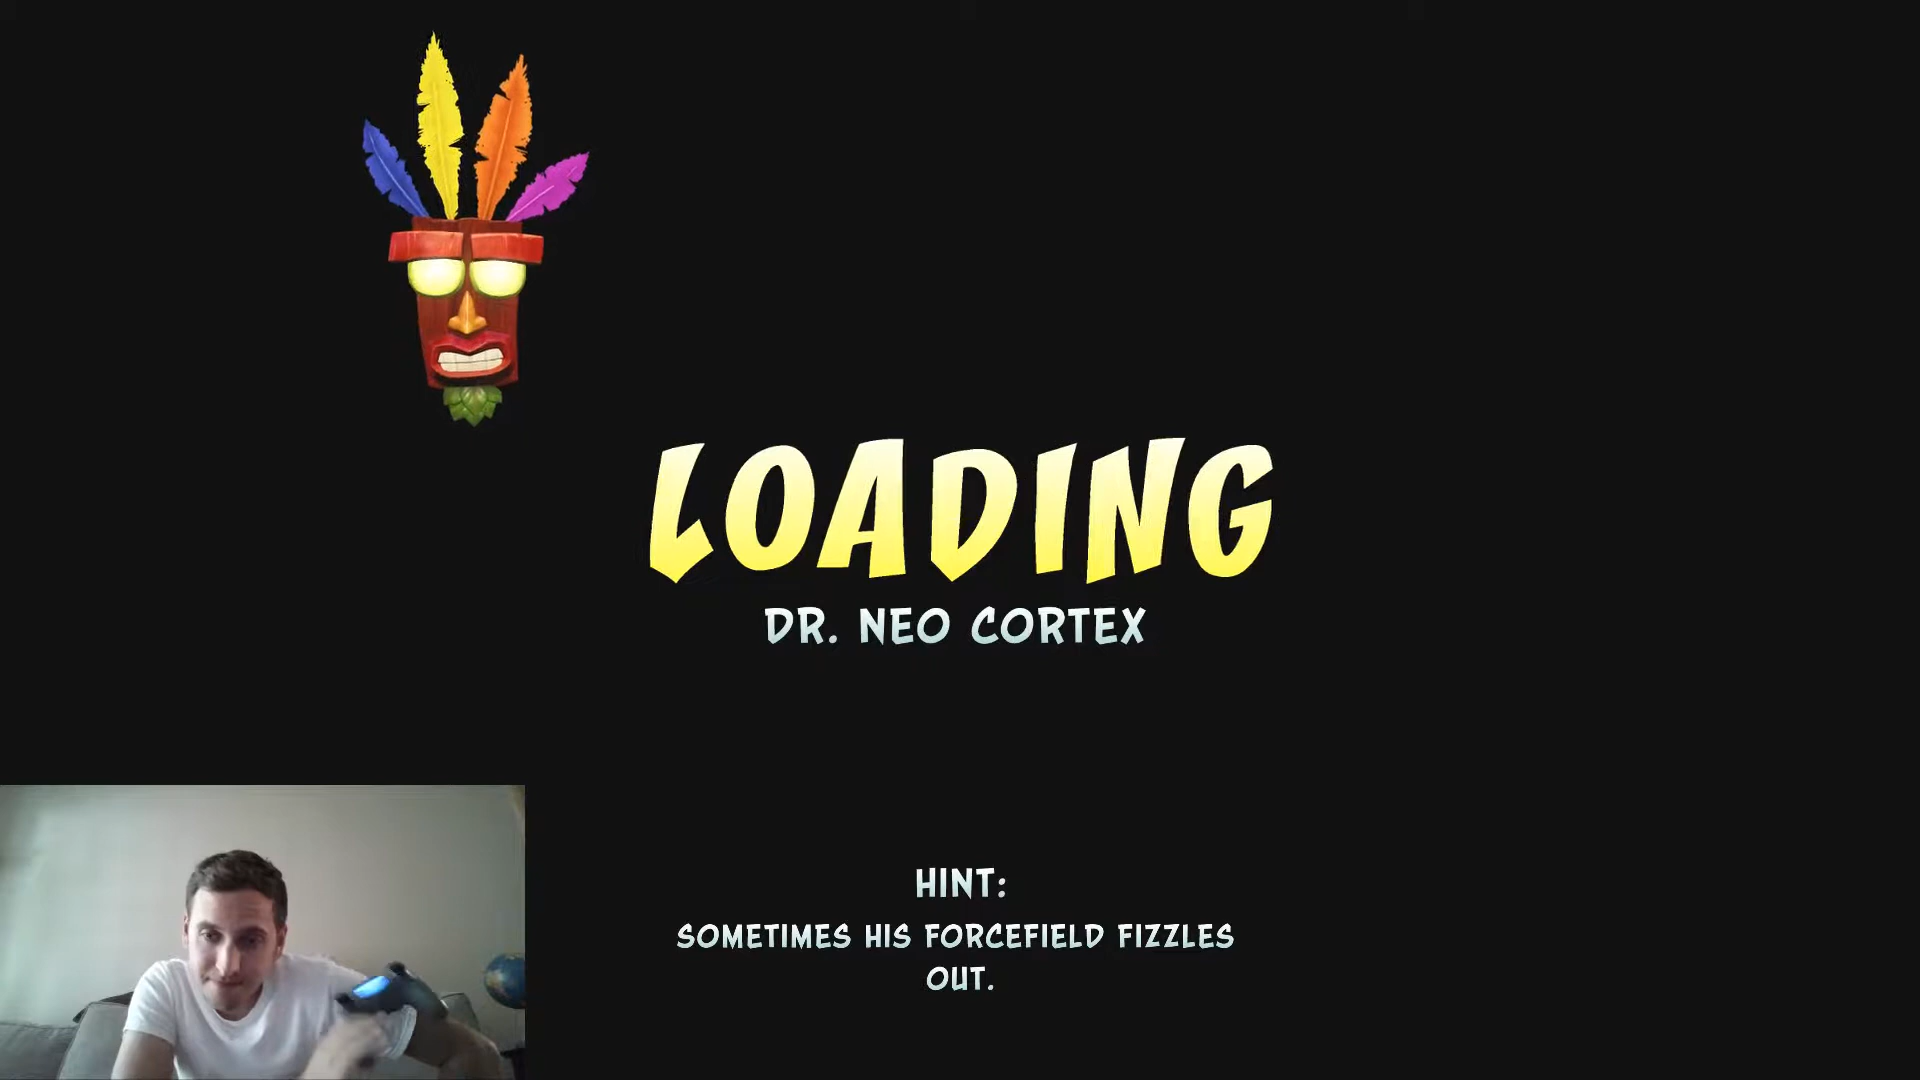 LOADING
DR. NEO CORTEX
HINT:
SOMETIMES HIS FORCEFIELD FIZZLES
OUT.